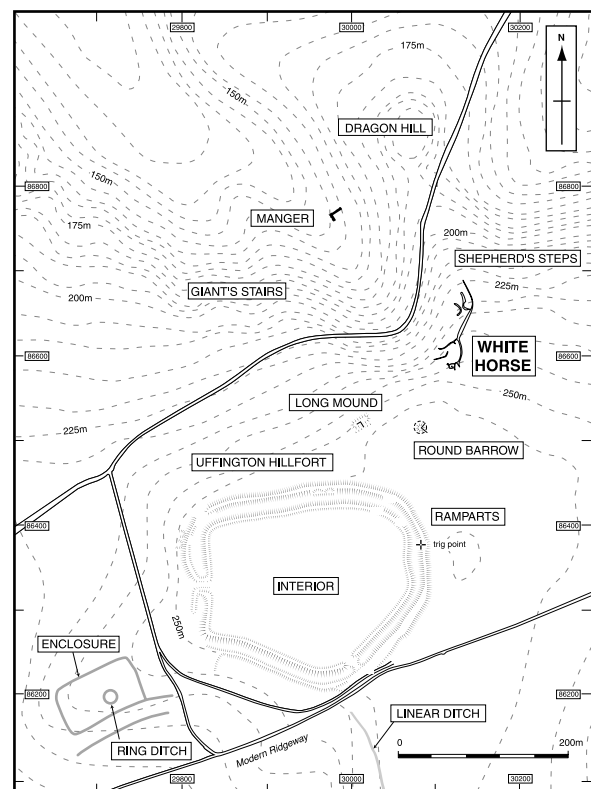 29800
30000
30200
175m
N
150m
DRAGON HILL
150m
86800
86800
MANGER
175m
200m
SHEPHERD'S STEPS
GIANT'S STAIRS
200m
225m
WHITE
HORSE
86600
86600
250m
LONG MOUND
225m
ROUND BARROW
UFFINGTON HILLFORT
RAMPARTS
86400
86400
trig point
INTERIOR
250m
ENCLOSURE
86200
86200
LINEAR DITCH
RING DITCH
Modern Ridgeway
0
200m
29800
30000
30200